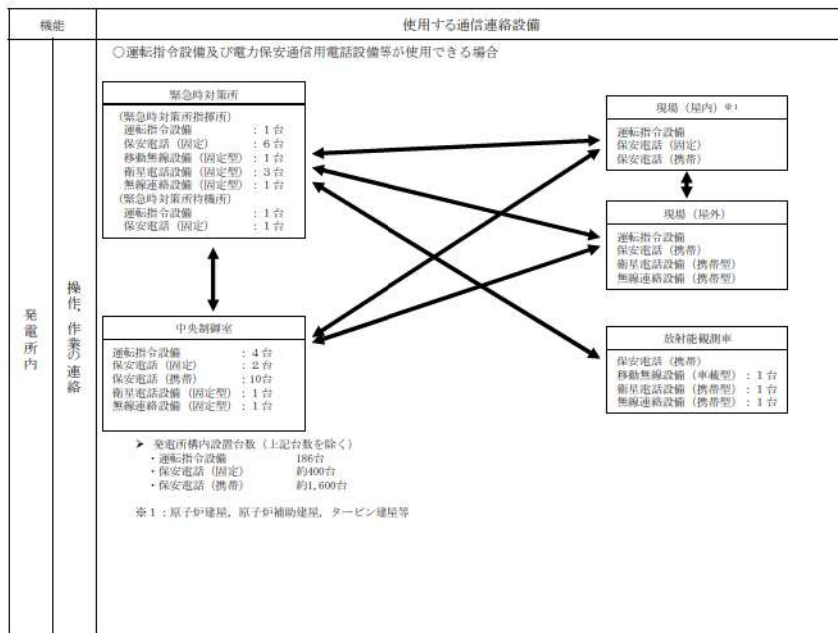 機能
使用する通信連絡設備
発電所内
操作，作業の連絡
○運転指令設備及び電力保安通信用電話設備等が使用できる場合
緊急時対策所
(緊急時対策所指揮所)
運転指令設備 ：1台
保安電話（固定） ：6台
移動無線設備（固定型）：1台
衛星電話設備（固定型）：3台
無線連絡設備（固定型）：1台
(緊急時対策所待機所)
運転指令設備 ：1台
保安電話（固定） ：1台
中央制御室
運転指令設備 ：4台
保安電話（固定） ：2台
保安電話（携帯） ：10台
衛星電話設備（固定型）：1台
無線連絡設備（固定型）：1台
現場（屋内）※1
運転指令設備
保安電話（固定）
保安電話（携帯）
現場（屋外）
運転指令設備
保安電話（携帯）
衛星電話設備（携帯型）
無線連絡設備（携帯型）
放射能観測車
保安電話（携帯）
移動無線設備（車載型）：1台
衛星電話設備（携帯型）：1台
無線連絡設備（携帯型）：1台
➤ 発電所構内設置台数（上記台数を除く）
・運転指令設備 186台
・保安電話（固定） 約400台
・保安電話（携帯） 約1,600台
※1：原子炉建屋，原子炉補助建屋，タービン建屋等